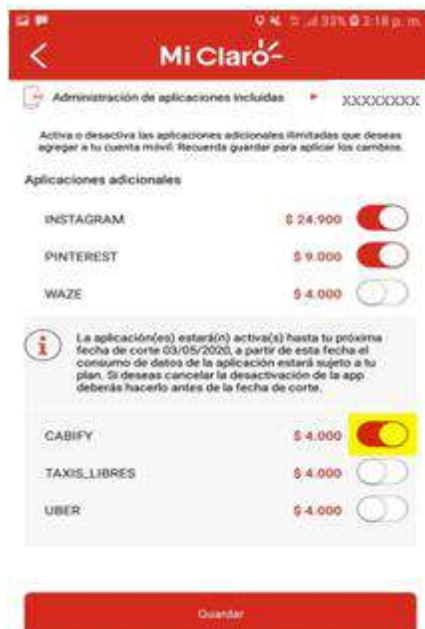 33% 2:18 p. m.
Mi Claro
Administración de aplicaciones incluidas XXXXXXXX
Activa o desactiva las aplicaciones adicionales ilimitadas que deseas
agregar a tu cuenta móvil. Recuerda guardar para aplicar los cambios.
Aplicaciones adicionales
INSTAGRAM $ 24.900
PINTEREST $ 9.000
WAZE $ 4.000
i La aplicación(es) estará(n) activa(s) hasta tu próxima
fecha de corte 03/05/2020, a partir de esta fecha el
consumo de datos de la aplicación estará sujeto a tu
plan. Si deseas cancelar la desactivación de la app
deberás hacerlo antes de la fecha de corte.
CABIFY $ 4.000
TAXIS_LIBRES $ 4.000
UBER $ 4.000
Guardar